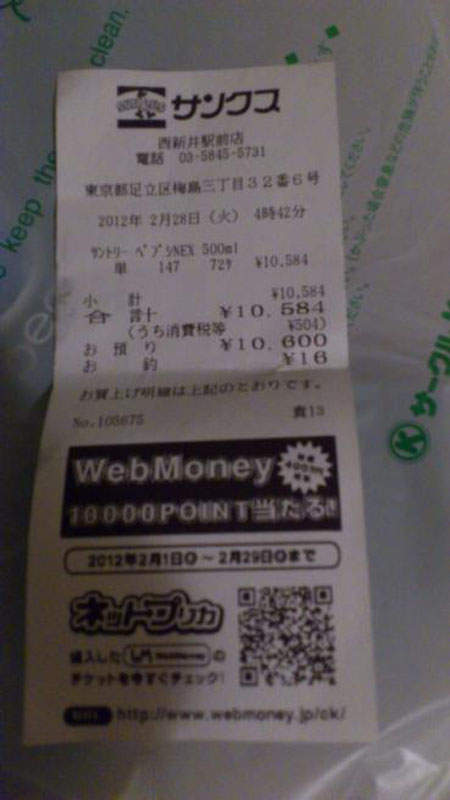 サンクス
西新井駅前店
電話 03-5845-5731
東京都足立区梅島三丁目32番6号
2012年 2月28日(火) 4時42分
サントリー ペプシNEX 500ml
単 147 72ケ ¥10,584
小 計 ¥10,584
合 計 ¥10,584
(うち消費税等 ¥504)
お 預 り ¥10,600
お 釣 ¥16
お買上げ明細は上記のとおりです。
No.105675 責13
WebMoney
10000POINT当たる!
2012年2月1日 ~ 2月29日 まで
ネットプリカ
購入した WebMoney の
チケットを今すぐチェック!
http://www.webmoney.jp/ck/
keep the
clean.
サークルK